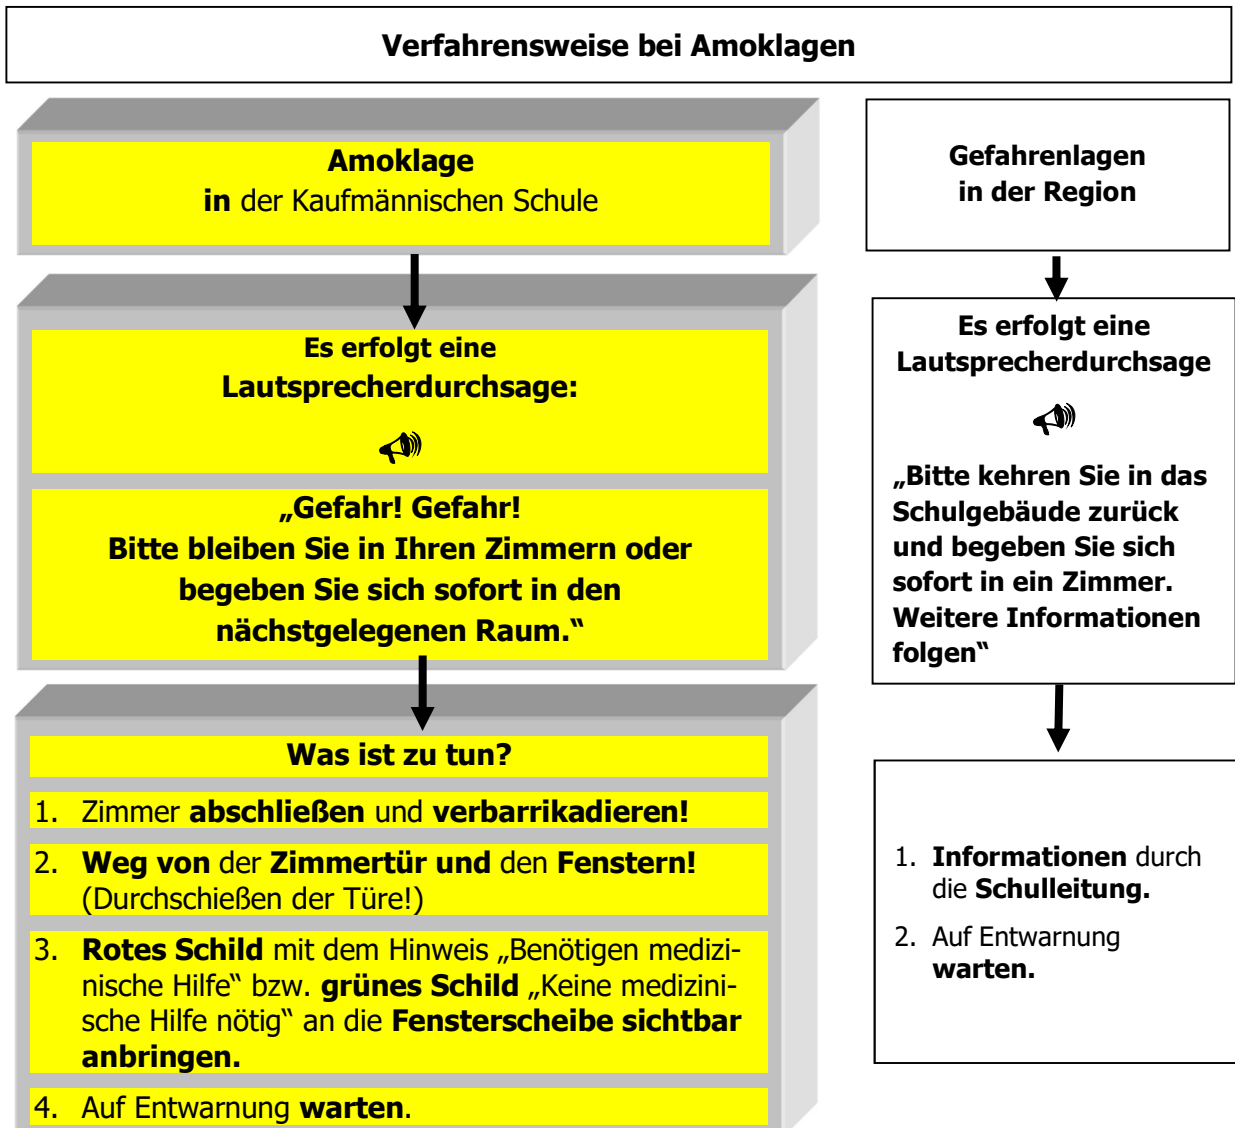 Verfahrensweise bei Amoklagen
Amoklage
in der Kaufmännischen Schule
Es erfolgt eine
Lautsprecherdurchsage:
„Gefahr! Gefahr!
Bitte bleiben Sie in Ihren Zimmern oder
begeben Sie sich sofort in den
nächstgelegenen Raum.“
Was ist zu tun?
1. Zimmer abschließen und verbarrikadieren!
2. Weg von der Zimmertür und den Fenstern!
(Durchschießen der Türe!)
3. Rotes Schild mit dem Hinweis „Benötigen medizi-
nische Hilfe“ bzw. grünes Schild „Keine medizini-
sche Hilfe nötig“ an die Fensterscheibe sichtbar
anbringen.
4. Auf Entwarnung warten.
Gefahrenlagen
in der Region
Es erfolgt eine
Lautsprecherdurchsage
„Bitte kehren Sie in das
Schulgebäude zurück
und begeben Sie sich
sofort in ein Zimmer.
Weitere Informationen
folgen“
1. Informationen durch
die Schulleitung.
2. Auf Entwarnung
warten.